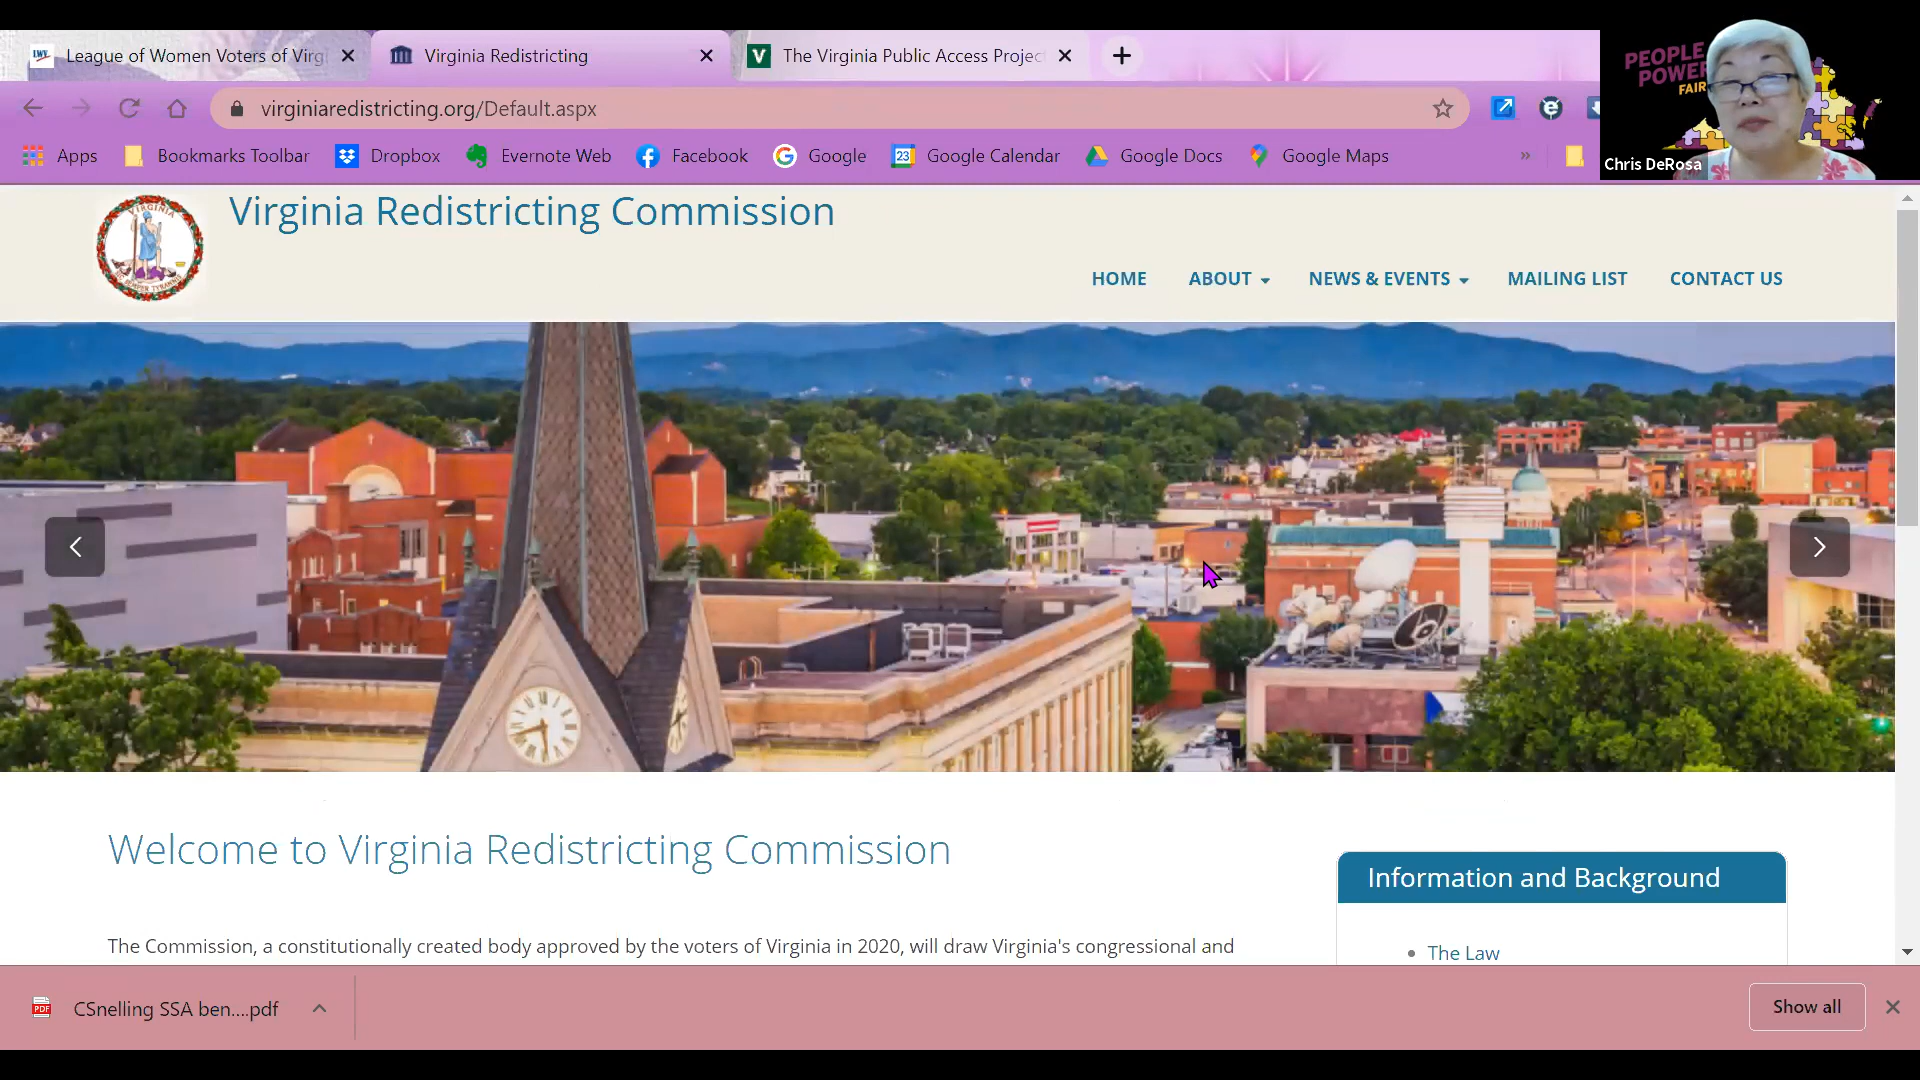 League of Women Voters of Virg
Virginia Redistricting
The Virginia Public Access Projec
PEOPLE
POWER
FAIR
virginiaredistricting.org/Default.aspx
Apps
Bookmarks Toolbar
Dropbox
Evernote Web
Facebook
Google
23
Google Calendar
Google Docs
Google Maps
»
Chris DeRosa
VIRGINIA
Virginia Redistricting Commission
HOME
ABOUT
NEWS & EVENTS
MAILING LIST
CONTACT US
Welcome to Virginia Redistricting Commission
Information and Background
The Commission, a constitutionally created body approved by the voters of Virginia in 2020, will draw Virginia's congressional and
• The Law
PDF
CSnelling SSA ben....pdf
Show all